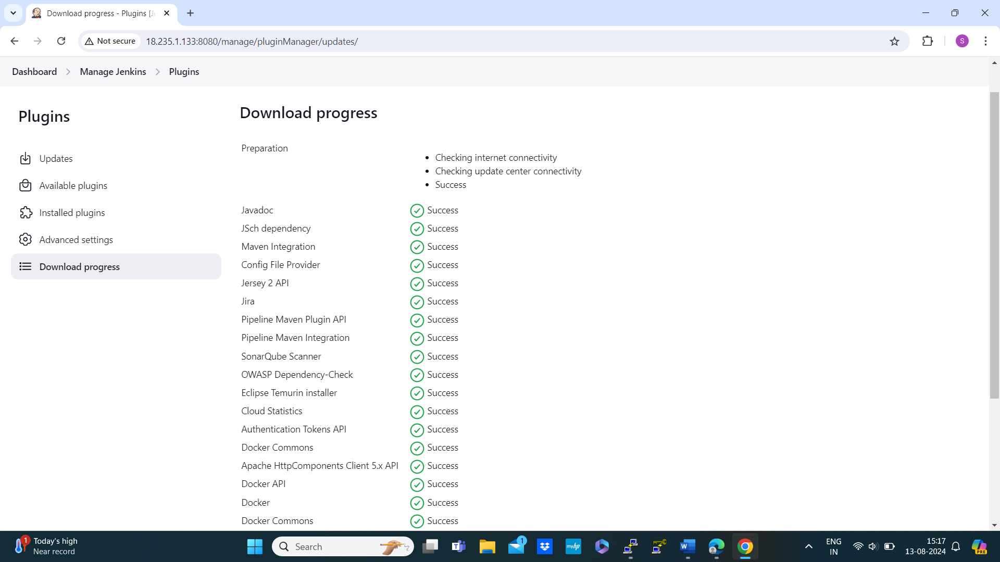 Download progress - Plugins [Je
Not secure
18.235.1.133:8080/manage/pluginManager/updates/
S
Dashboard
Manage Jenkins
Plugins
Plugins
Updates
Available plugins
Installed plugins
Advanced settings
Download progress
Download progress
Preparation
Checking internet connectivity
Checking update center connectivity
Success
Javadoc Success
JSch dependency Success
Maven Integration Success
Config File Provider Success
Jersey 2 API Success
Jira Success
Pipeline Maven Plugin API Success
Pipeline Maven Integration Success
SonarQube Scanner Success
OWASP Dependency-Check Success
Eclipse Temurin installer Success
Cloud Statistics Success
Authentication Tokens API Success
Docker Commons Success
Apache HttpComponents Client 5.x API Success
Docker API Success
Docker Success
Docker Commons Success
1
Today's high
Near record
Search
1
myhp
W
ENG
IN
15:17
13-08-2024
PRE